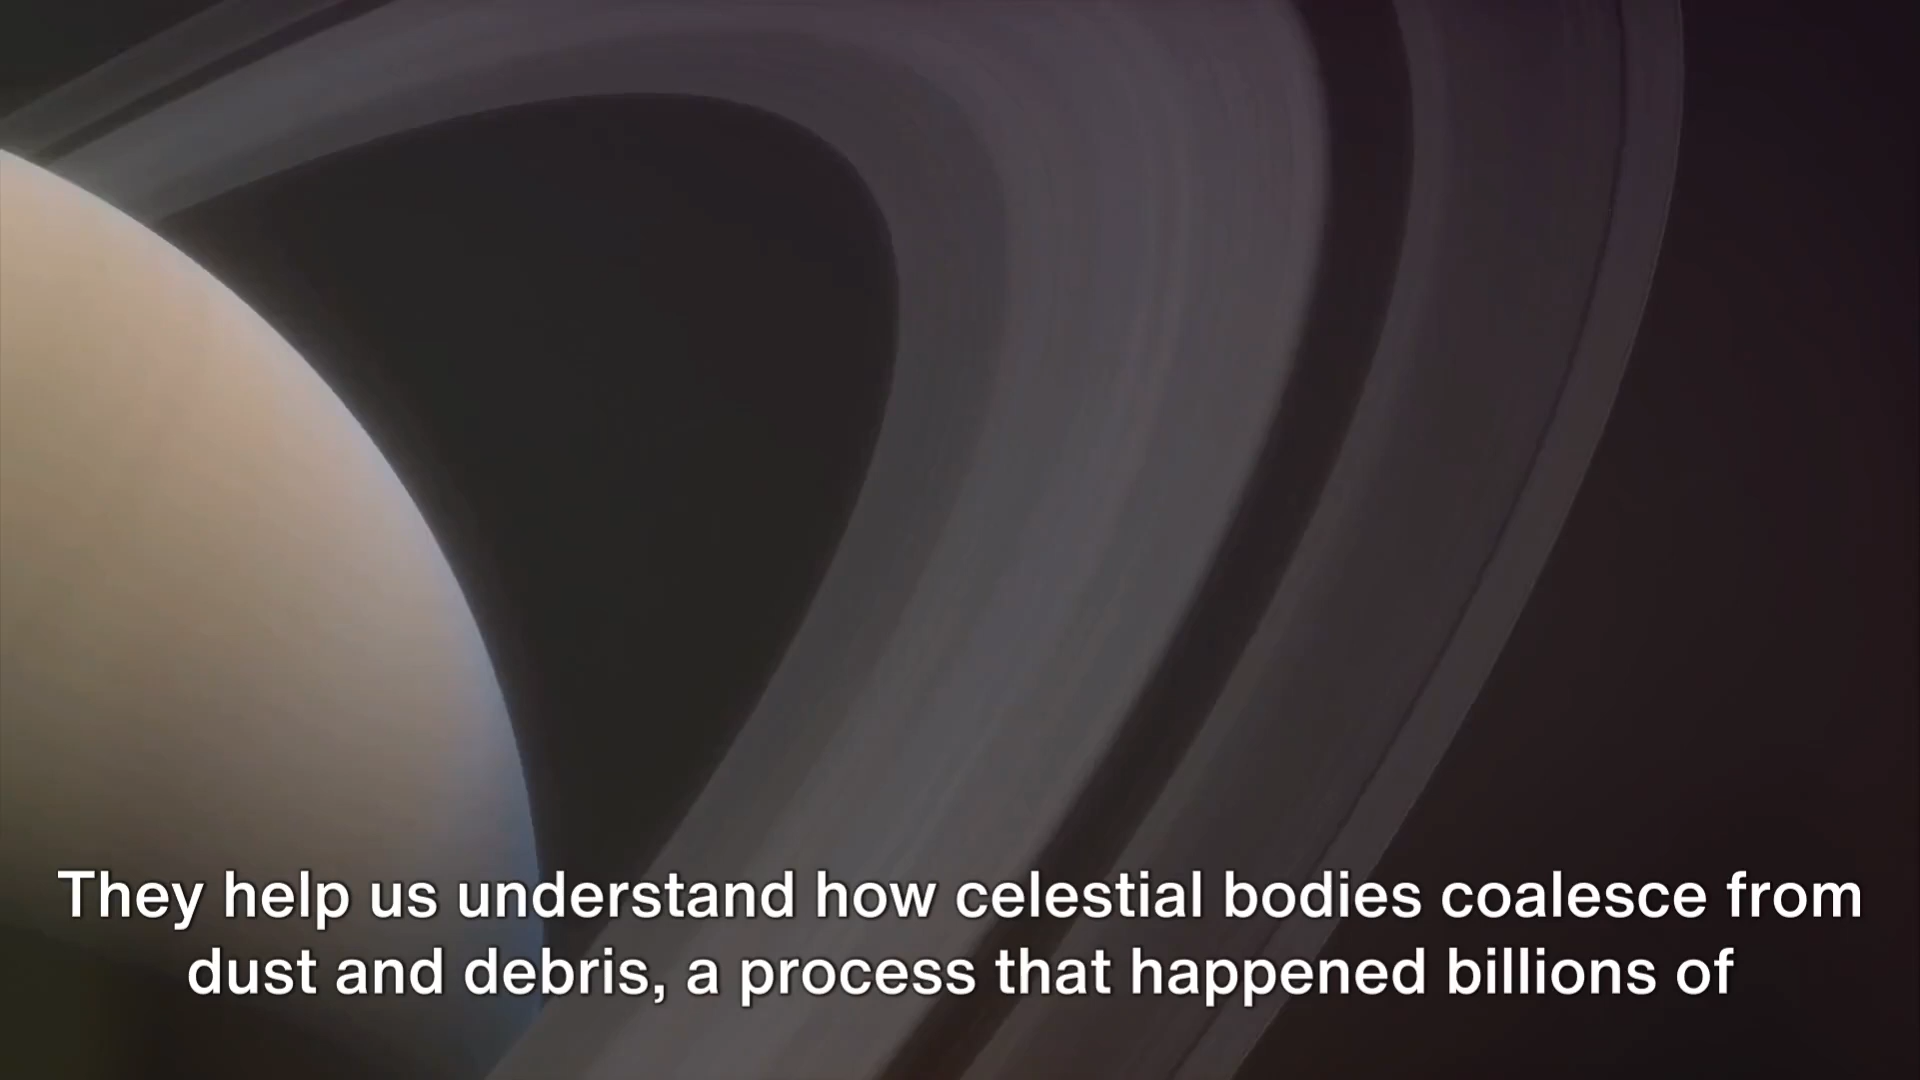 They help us understand how celestial bodies coalesce from
dust and debris, a process that happened billions of